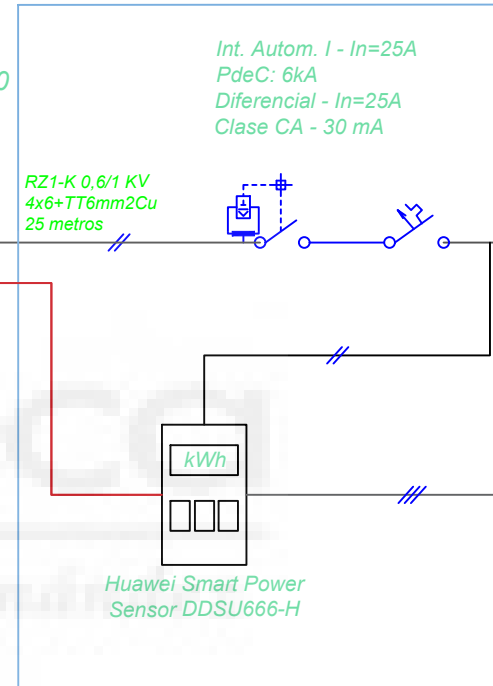 Int. Autom. I - In=25A
PdeC: 6kA
0
Diferencial - In=25A
Clase CA - 30 mA
RZ1-K 0,6/1 KV
4x6+TT6mm2Cu
25 metros
kWh
Huawei Smart Power
Sensor DDSU666-H